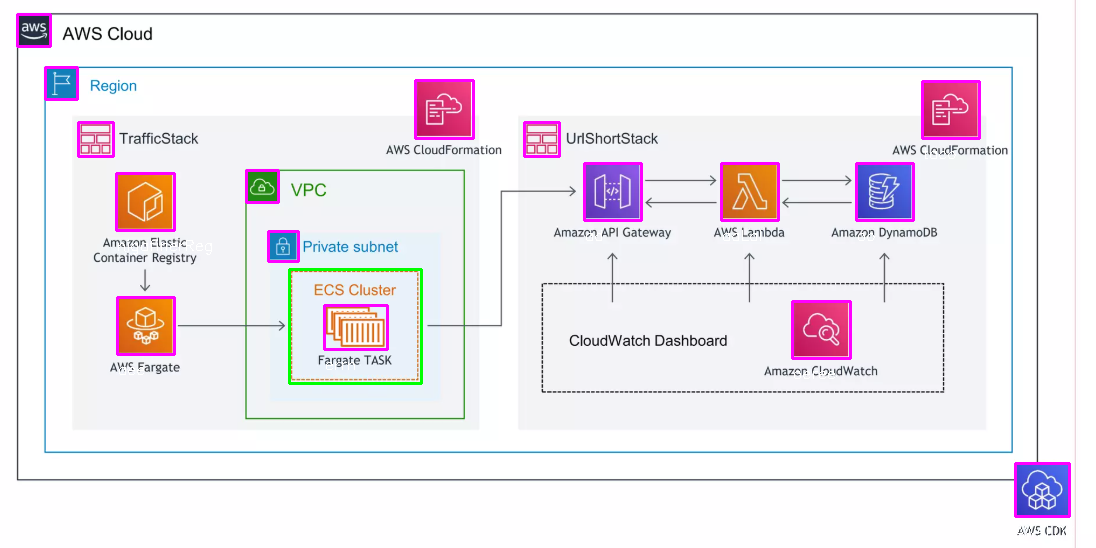 aws
AWS Cloud
Region
AWS CloudFormation
AWS CloudFormation
TrafficStack
UrlShortStack
VPC
Amazon Elastic
Container Registry
Private subnet
Amazon API Gateway
AWS Lambda
Amazon DynamoDB
ECS Cluster
Fargate TASK
AWS Fargate
CloudWatch Dashboard
Amazon CloudWatch
AWS CDK